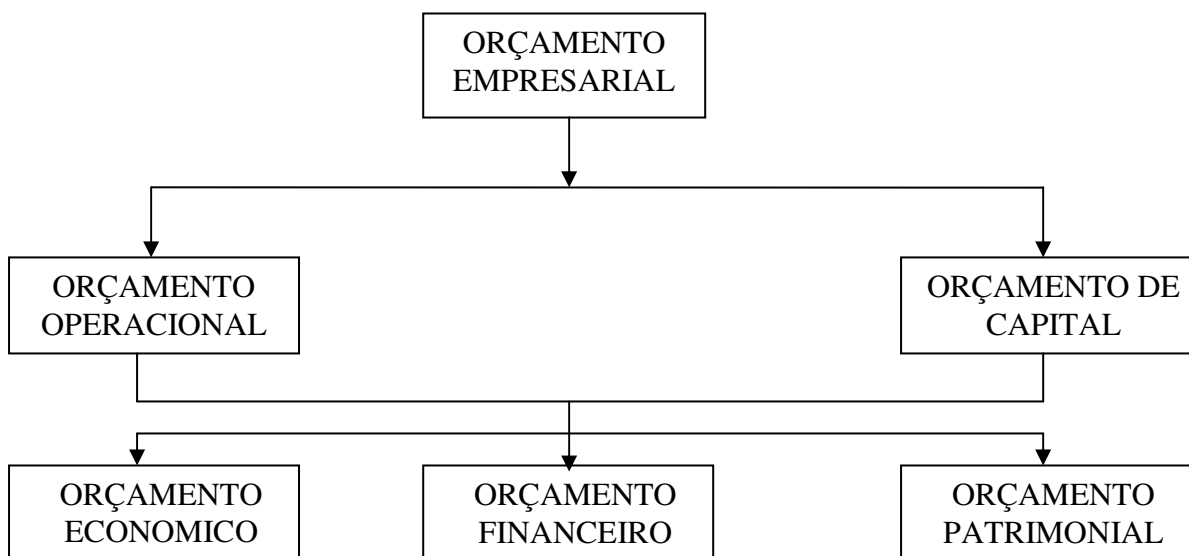 ORÇAMENTO
EMPRESARIAL
ORÇAMENTO
OPERACIONAL
ORÇAMENTO DE
CAPITAL
ORÇAMENTO
ECONOMICO
ORÇAMENTO
FINANCEIRO
ORÇAMENTO
PATRIMONIAL